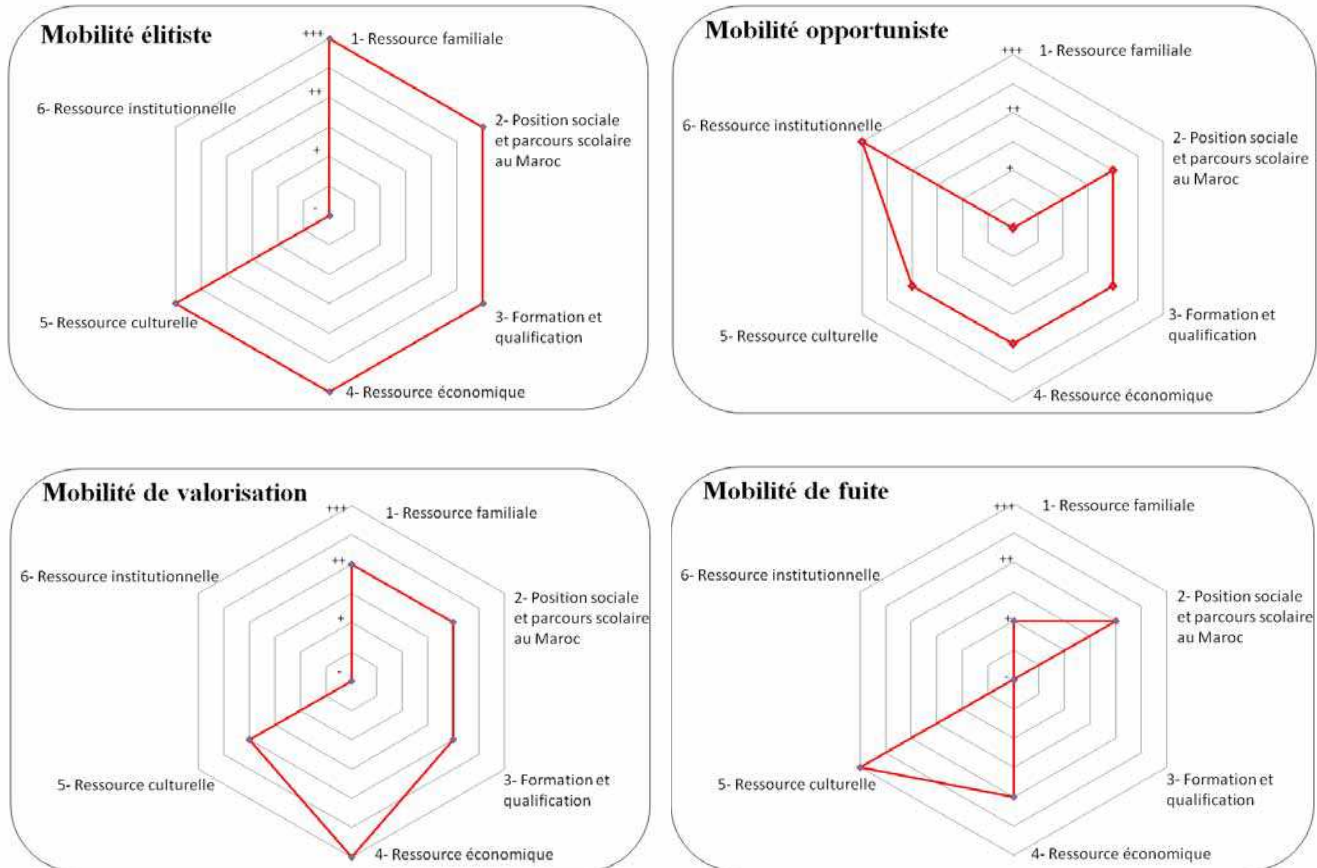 Mobilité élitiste
+++
1- Ressource familiale
++
6- Ressource institutionnelle
2- Position sociale
et parcours scolaire
au Maroc
+
-
5- Ressource culturelle
3- Formation et
qualification
4- Ressource économique
Mobilité opportuniste
+++
1- Ressource familiale
++
6- Ressource institutionnelle
2- Position sociale
et parcours scolaire
au Maroc
+
5- Ressource culturelle
3- Formation et
qualification
4- Ressource économique
Mobilité de valorisation
+++
1- Ressource familiale
++
6- Ressource institutionnelle
2- Position sociale
et parcours scolaire
au Maroc
+
-
5- Ressource culturelle
3- Formation et
qualification
4- Ressource économique
Mobilité de fuite
+++
1- Ressource familiale
++
6- Ressource institutionnelle
2- Position sociale
et parcours scolaire
au Maroc
+
-
5- Ressource culturelle
3- Formation et
qualification
4- Ressource économique